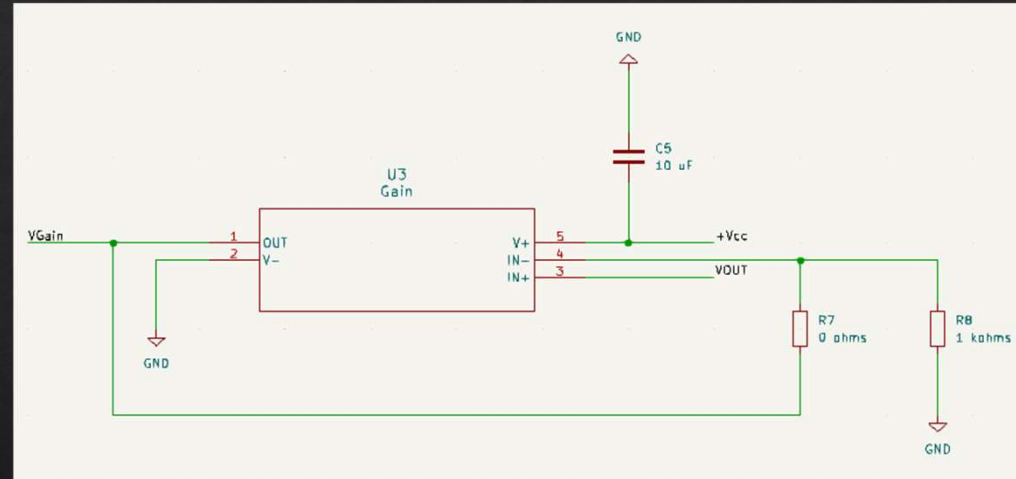 GND
C5
10 uF
U3
Gain
VGain
1
OUT
V+
5
+Vcc
2
V-
IN-
4
IN+
3
VOUT
R7
0 ohms
R8
1 kohms
GND
GND